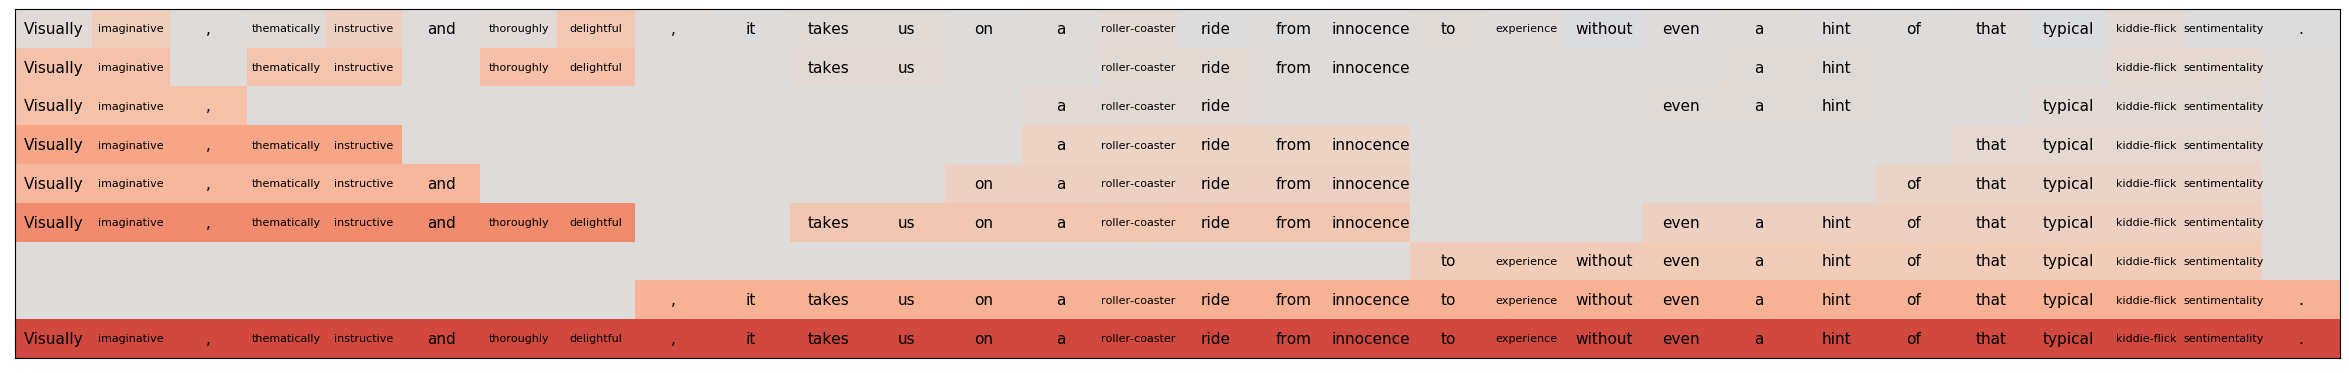 Visually imaginative , thematically instructive and thoroughly delightful , it takes us on a roller-coaster ride from innocence to experience without even a hint of that typical kiddie-flick sentimentality .
Visually imaginative thematically instructive thoroughly delightful takes us roller-coaster ride from innocence a hint kiddie-flick sentimentality
Visually imaginative , a roller-coaster ride even a hint typical kiddie-flick sentimentality
Visually imaginative , thematically instructive a roller-coaster ride from innocence that typical kiddie-flick sentimentality
Visually imaginative , thematically instructive and on a roller-coaster ride from innocence of that typical kiddie-flick sentimentality
Visually imaginative , thematically instructive and thoroughly delightful takes us on a roller-coaster ride from innocence even a hint of that typical kiddie-flick sentimentality
to experience without even a hint of that typical kiddie-flick sentimentality
, it takes us on a roller-coaster ride from innocence to experience without even a hint of that typical kiddie-flick sentimentality .
Visually imaginative , thematically instructive and thoroughly delightful , it takes us on a roller-coaster ride from innocence to experience without even a hint of that typical kiddie-flick sentimentality .